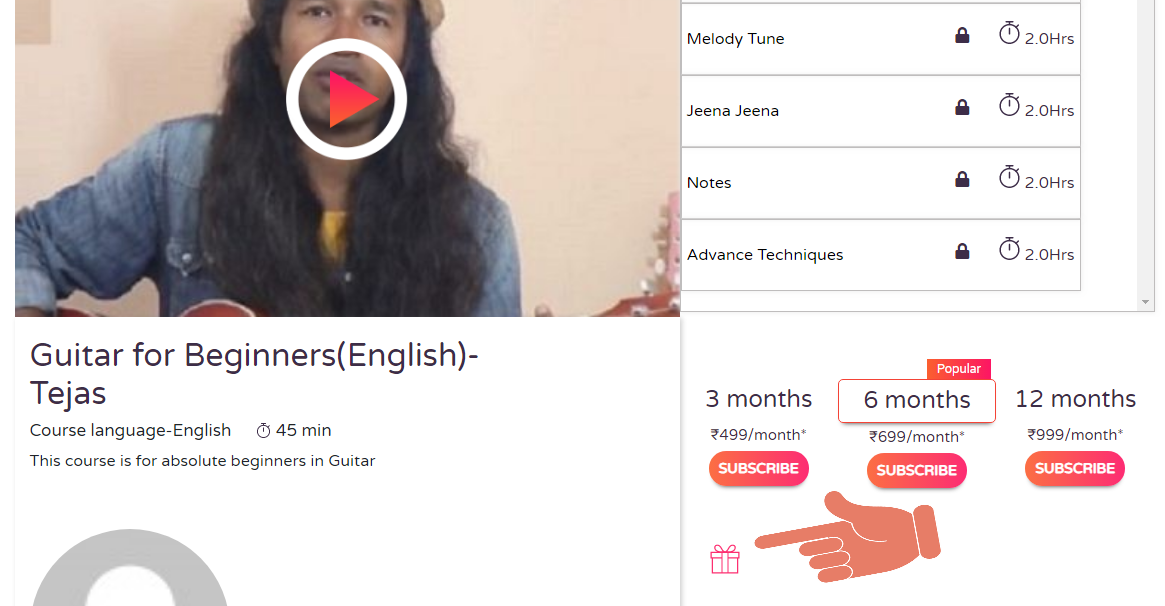 Melody Tune 2.0Hrs
Jeena Jeena 2.0Hrs
Notes 2.0Hrs
Advance Techniques 2.0Hrs
Guitar for Beginners(English)-
Tejas
Course language-English 45 min
This course is for absolute beginners in Guitar
Popular
3 months 6 months 12 months
₹499/month* ₹699/month* ₹999/month*
SUBSCRIBE SUBSCRIBE SUBSCRIBE